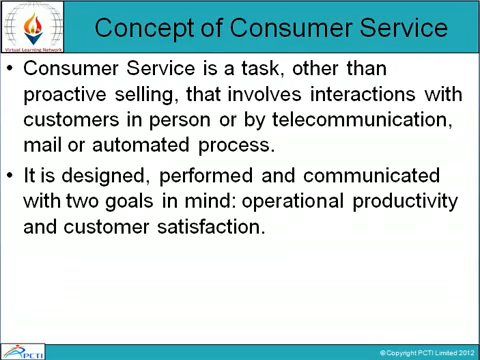 Concept of Consumer Service
Virtual Learning Network
• Consumer Service is a task, other than
proactive selling, that involves interactions with
customers in person or by telecommunication,
mail or automated process.
• It is designed, performed and communicated
with two goals in mind: operational productivity
and customer satisfaction.
PCTI
©Copyright PCTI Limited 2012